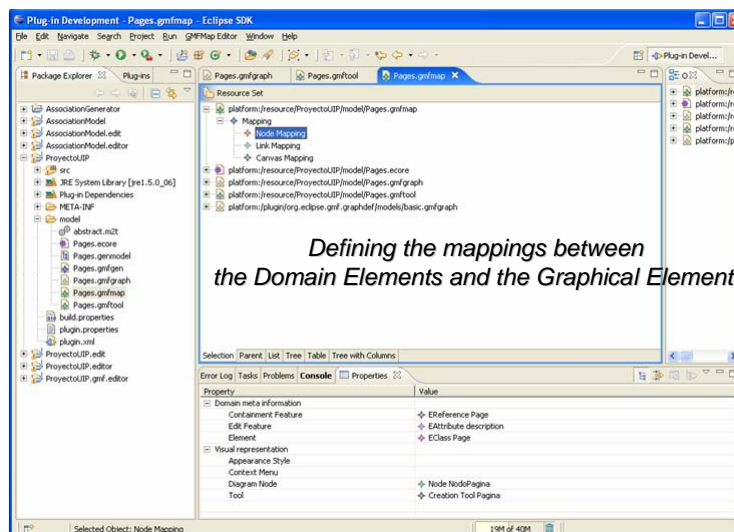 Plug-in Development - Pages.gmfmap - Eclipse SDK
File Edit Navigate Search Project Run GMFMap Editor Window Help
Plug-in Devel...
Package Explorer Plug-ins
Pages.gmfgraph Pages.gmftool Pages.gmfmap
AssociationGenerator
AssociationModel
AssociationModel.edit
AssociationModel.editor
ProyectoUIP
src
JRE System Library [jre1.5.0_06]
Plug-in Dependencies
META-INF
model
abstract.m2t
Pages.ecore
Pages.genmodel
Pages.gmfgen
Pages.gmfgraph
Pages.gmfmap
Pages.gmftool
build.properties
plugin.properties
plugin.xml
ProyectoUIP.edit
ProyectoUIP.editor
ProyectoUIP.gmf.editor
Resource Set
platform:/resource/ProyectoUIP/model/Pages.gmfmap
Mapping
Node Mapping
Link Mapping
Canvas Mapping
platform:/resource/ProyectoUIP/model/Pages.ecore
platform:/resource/ProyectoUIP/model/Pages.gmfgraph
platform:/resource/ProyectoUIP/model/Pages.gmftool
platform:/plugin/org.eclipse.gmf.graphdef/models/basic.gmfgraph
Defining the mappings between
the Domain Elements and the Graphical Element
Selection Parent List Tree Table Tree with Columns
platform:/r
platform:/r
platform:/r
platform:/r
platform:/p
Error Log Tasks Problems Console Properties
Property Value
Domain meta information
Containment Feature EReference Page
Edit Feature EAttribute description
Element EClass Page
Visual representation
Appearance Style
Context Menu
Diagram Node Node NodoPagina
Tool Creation Tool Pagina
Selected Object: Node Mapping 19M of 40M